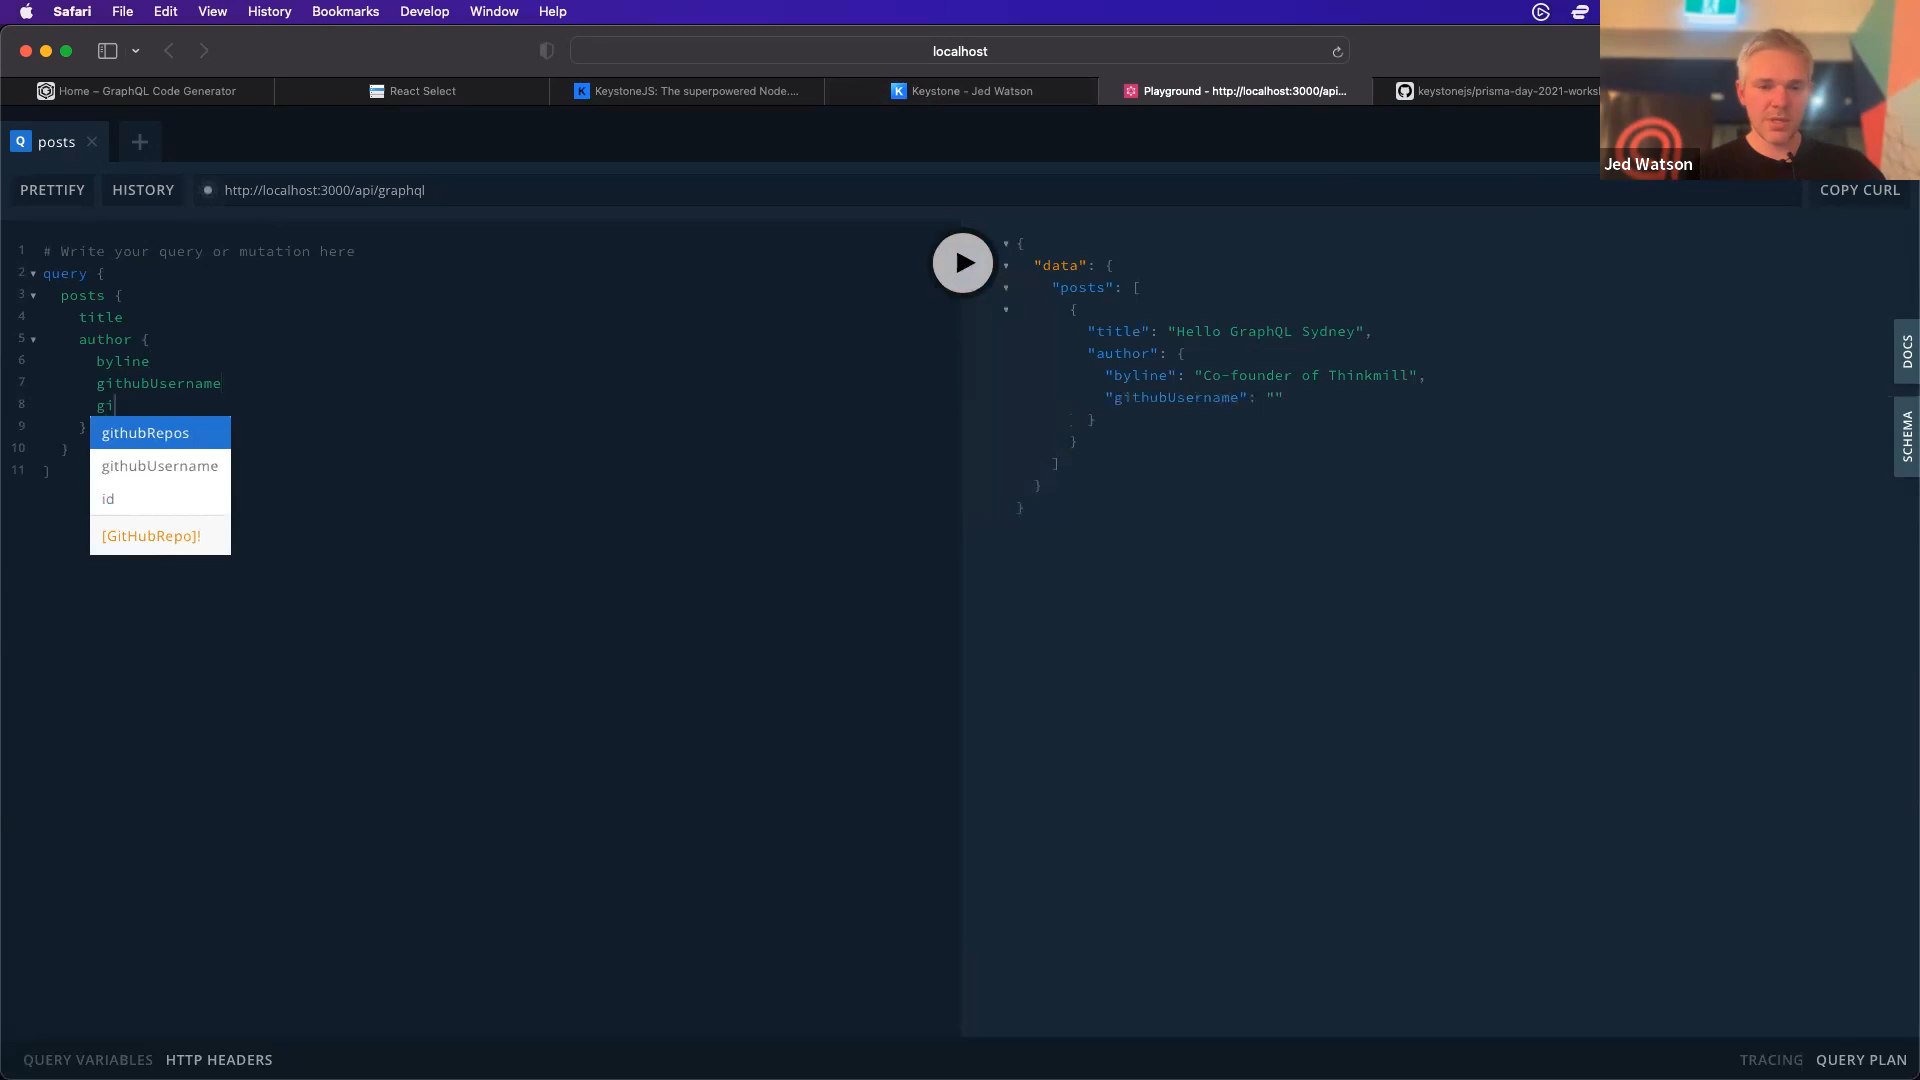 Safari File Edit View History Bookmarks Develop Window Help
localhost
Home – GraphQL Code Generator
React Select
KeystoneJS: The superpowered Node....
Keystone - Jed Watson
Playground - http://localhost:3000/api...
keystonejs/prisma-day-2021-works
Jed Watson
Q posts
PRETTIFY HISTORY http://localhost:3000/api/graphql COPY CURL
1 # Write your query or mutation here
2 query {
3 posts {
4 title
5 author {
6 byline
7 githubUsername
8 gi
9 }
10 }
11 }
githubRepos
githubUsername
id
[GitHubRepo]!
{
"data": {
"posts": [
{
"title": "Hello GraphQL Sydney",
"author": {
"byline": "Co-founder of Thinkmill",
"githubUsername": ""
}
}
]
}
}
DOCS
SCHEMA
QUERY VARIABLES HTTP HEADERS
TRACING QUERY PLAN